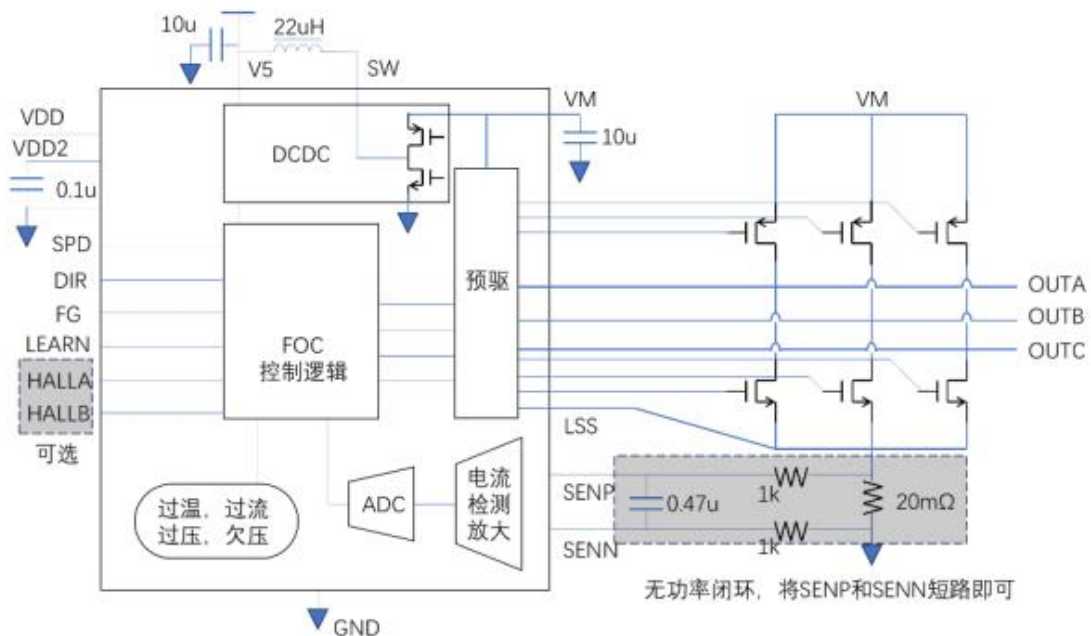 10u
22uH
V5
SW
VDD
VDD2
0.1u
DCDC
VM
10u
VM
SPD
DIR
FG
LEARN
HALLA
HALLB
可选
FOC
控制逻辑
预驱
OUTA
OUTB
OUTC
LSS
过温，过流
过压，欠压
ADC
电流
检测
放大
SENP
SENN
0.47u
1k
1k
20mΩ
无功率闭环，将SENP和SENN短路即可
GND